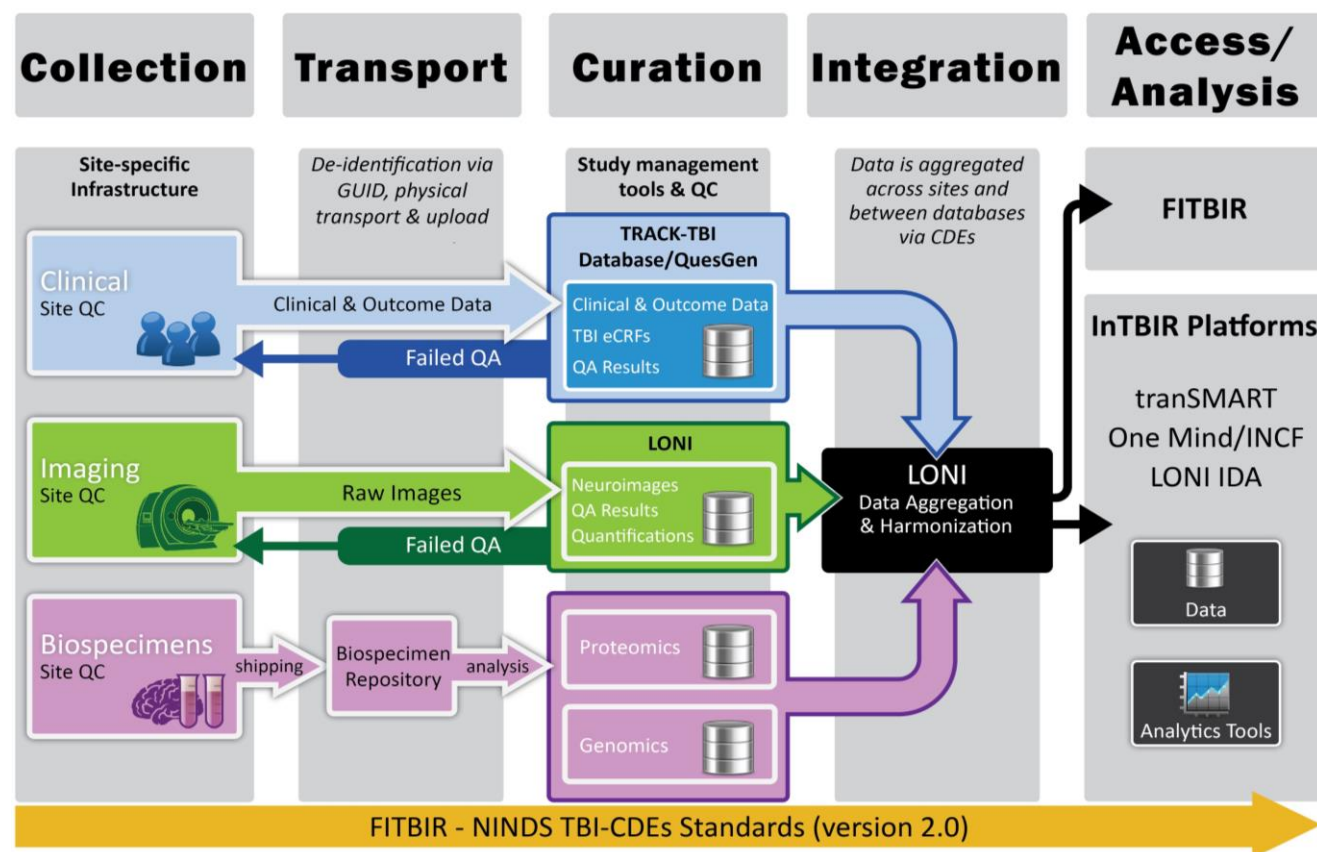 Collection
Transport
Curation
Integration
Access/
Analysis
Site-specific
Infrastructure
De-identification via
GUID, physical
transport & upload
Study management
tools & QC
Data is aggregated
across sites and
between databases
via CDEs
Clinical
Site QC
Clinical & Outcome Data
Failed QA
TRACK-TBI
Database/QuesGen
Clinical & Outcome Data
TBI eCRFs
QA Results
Imaging
Site QC
Raw Images
Failed QA
LONI
Neuroimages
QA Results
Quantifications
Biospecimens
Site QC
shipping
Biospecimen
Repository
analysis
Proteomics
Genomics
LONI
Data Aggregation
& Harmonization
FITBIR
InTBIR Platforms
tranSMART
One Mind/INCF
LONI IDA
Data
Analytics Tools
FITBIR - NINDS TBI-CDEs Standards (version 2.0)